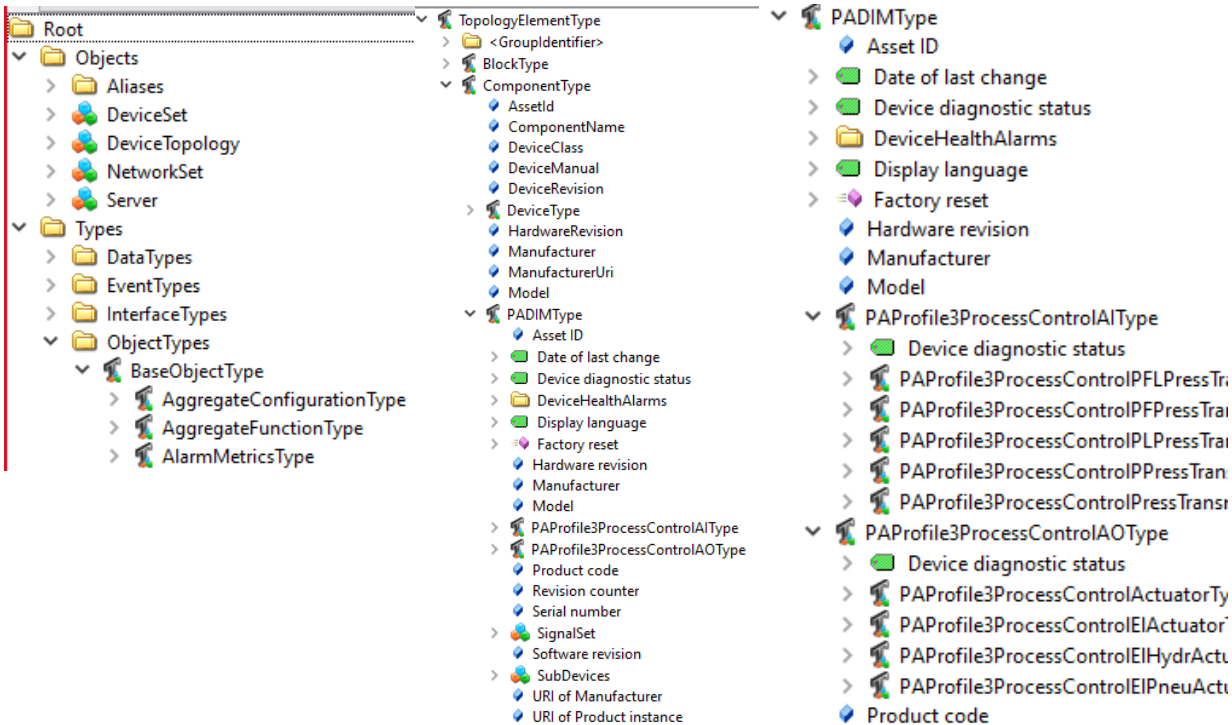 Root
Objects
Aliases
DeviceSet
DeviceTopology
NetworkSet
Server
Types
DataTypes
EventTypes
InterfaceTypes
ObjectTypes
BaseObjectType
AggregateConfigurationType
AggregateFunctionType
AlarmMetricsType
TopologyElementType
<GroupIdentifier>
BlockType
ComponentType
AssetId
ComponentName
DeviceClass
DeviceManual
DeviceRevision
DeviceType
HardwareRevision
Manufacturer
ManufacturerUri
Model
PADIMType
Asset ID
Date of last change
Device diagnostic status
DeviceHealthAlarms
Display language
Factory reset
Hardware revision
Manufacturer
Model
PAProfile3ProcessControlAIType
PAProfile3ProcessControlAOType
Product code
Revision counter
Serial number
SignalSet
Software revision
SubDevices
URI of Manufacturer
URI of Product instance
PADIMType
Asset ID
Date of last change
Device diagnostic status
DeviceHealthAlarms
Display language
Factory reset
Hardware revision
Manufacturer
Model
PAProfile3ProcessControlAIType
Device diagnostic status
PAProfile3ProcessControlPFLPressTra
PAProfile3ProcessControlPFPressTran
PAProfile3ProcessControlPLPressTran
PAProfile3ProcessControlPPressTrans
PAProfile3ProcessControlPressTransm
PAProfile3ProcessControlAOType
Device diagnostic status
PAProfile3ProcessControlActuatorTy
PAProfile3ProcessControlElActuatorT
PAProfile3ProcessControlElHydrActu
PAProfile3ProcessControlElPneuActu
Product code